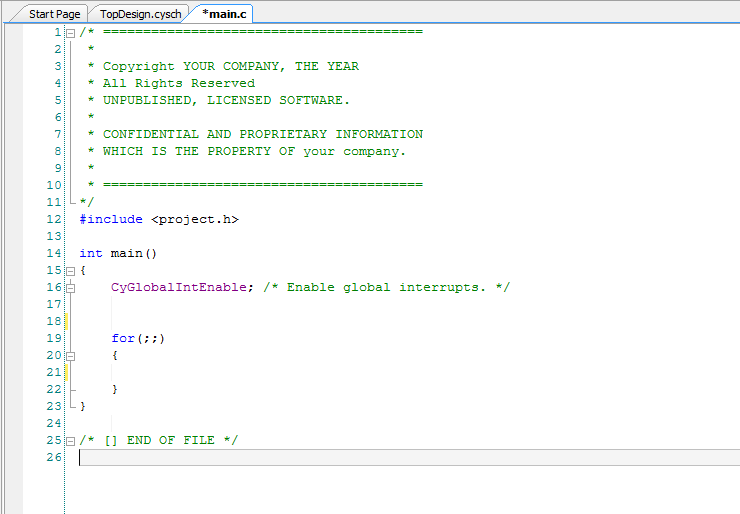 Start Page TopDesign.cysch *main.c
1 /* ========================================
2 *
3 * Copyright YOUR COMPANY, THE YEAR
4 * All Rights Reserved
5 * UNPUBLISHED, LICENSED SOFTWARE.
6 *
7 * CONFIDENTIAL AND PROPRIETARY INFORMATION
8 * WHICH IS THE PROPERTY OF your company.
9 *
10 * ========================================
11 */
12 #include <project.h>
13
14 int main()
15 {
16 CyGlobalIntEnable; /* Enable global interrupts. */
17
18
19 for(;;)
20 {
21
22 }
23 }
24
25 /* [] END OF FILE */
26